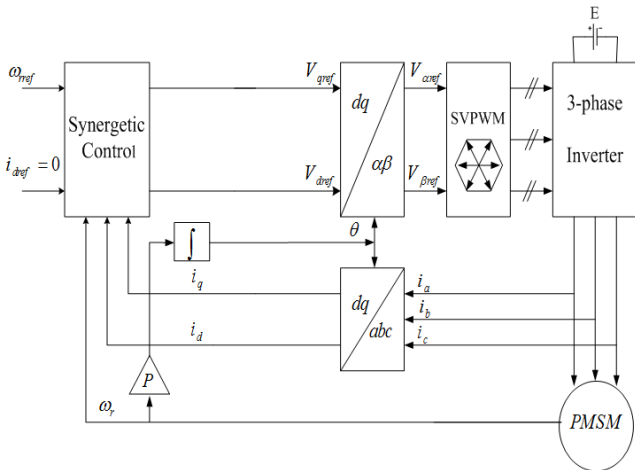 E
ω_rref
V_qref
V_αref
dq
SVPWM
3-phase
Synergetic
Control
Inverter
i_dref = 0
V_dref
αβ
V_βref
θ
∫
i_q
dq
i_a
i_b
i_d
abc
i_c
P
ω_r
PMSM